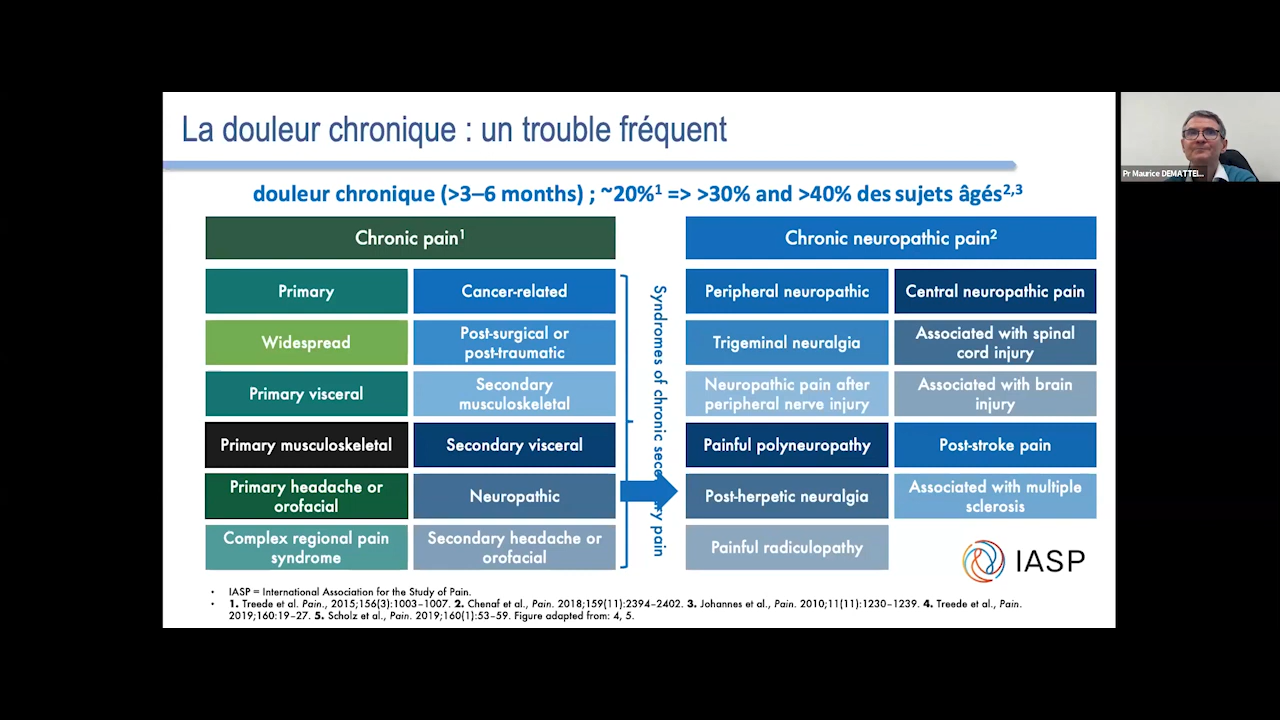 La douleur chronique : un trouble fréquent
douleur chronique (>3–6 months) ; ~20%¹ => >30% and >40% des sujets âgés²,³
Chronic pain¹
Primary
Cancer-related
Widespread
Post-surgical or
post-traumatic
Primary visceral
Secondary
musculoskeletal
Primary musculoskeletal
Secondary visceral
Primary headache or
orofacial
Neuropathic
Complex regional pain
syndrome
Secondary headache or
orofacial
Syndromes of chronic pain
Chronic neuropathic pain²
Peripheral neuropathic
Central neuropathic pain
Trigeminal neuralgia
Associated with spinal
cord injury
Neuropathic pain after
peripheral nerve injury
Associated with brain
injury
Painful polyneuropathy
Post-stroke pain
Post-herpetic neuralgia
Associated with multiple
sclerosis
Painful radiculopathy
IASP
• IASP = International Association for the Study of Pain.
• 1. Treede et al. Pain., 2015;156(3):1003–1007. 2. Chenaf et al., Pain. 2018;159(11):2394–2402. 3. Johannes et al., Pain. 2010;11(11):1230–1239. 4. Treede et al., Pain.
2019;160:19–27. 5. Scholz et al., Pain. 2019;160(1):53–59. Figure adapted from: 4, 5.
Pr Maurice DEMATTEI...